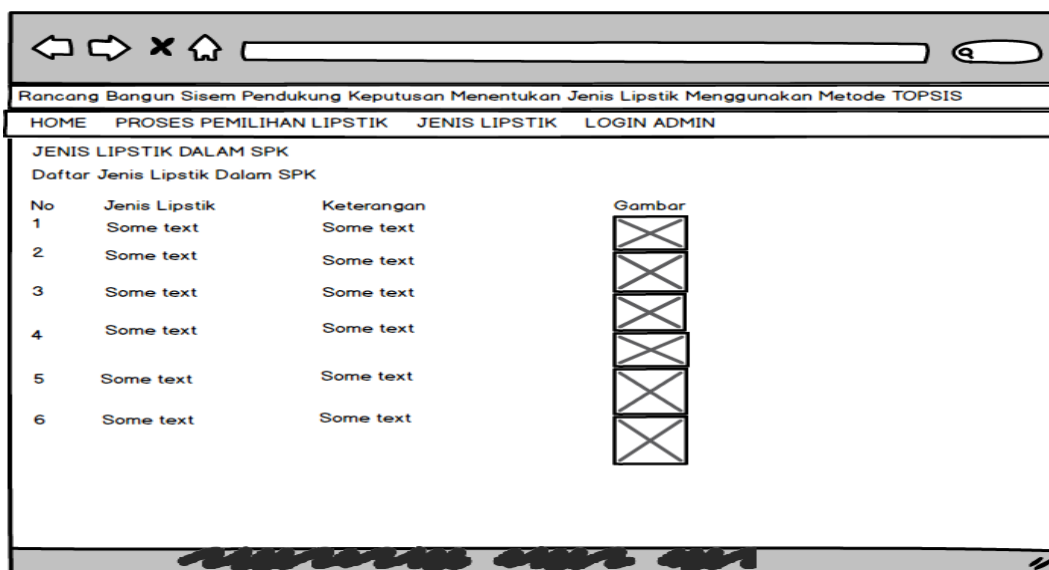 Rancang Bangun Sisem Pendukung Keputusan Menentukan Jenis Lipstik Menggunakan Metode TOPSIS
HOME PROSES PEMILIHAN LIPSTIK JENIS LIPSTIK LOGIN ADMIN
JENIS LIPSTIK DALAM SPK
Daftar Jenis Lipstik Dalam SPK
No Jenis Lipstik Keterangan Gambar
1 Some text Some text
2 Some text Some text
3 Some text Some text
4 Some text Some text
5 Some text Some text
6 Some text Some text